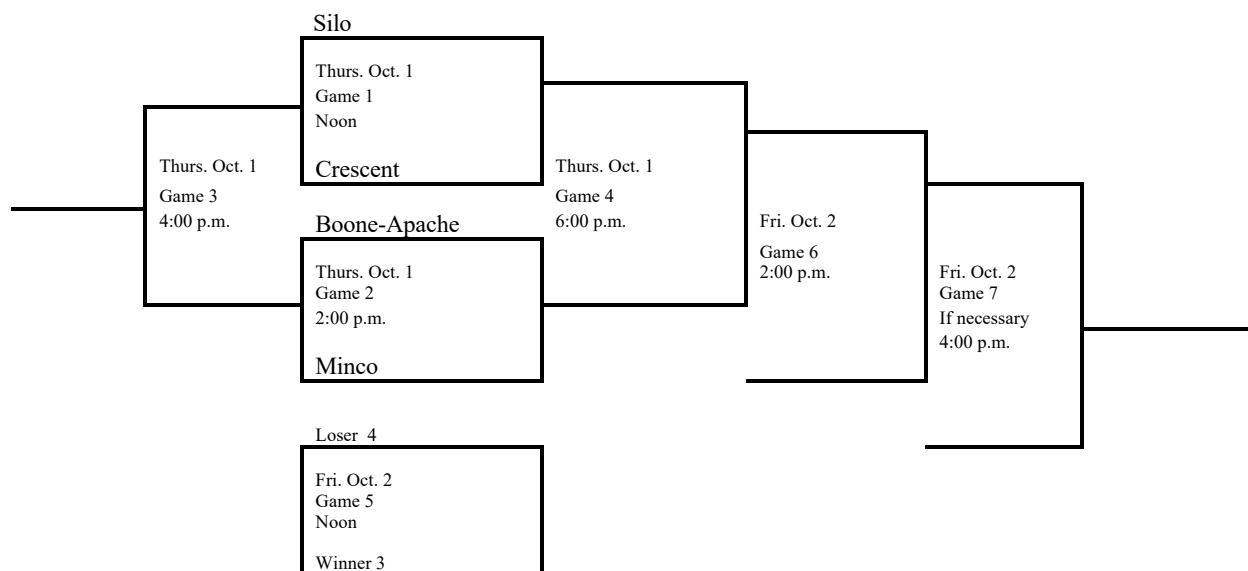 Silo
Thurs. Oct. 1
Game 1
Noon
Crescent
Thurs. Oct. 1
Game 3
4:00 p.m.
Thurs. Oct. 1
Game 4
6:00 p.m.
Boone-Apache
Thurs. Oct. 1
Game 2
2:00 p.m.
Minco
Fri. Oct. 2
Game 6
2:00 p.m.
Fri. Oct. 2
Game 7
If necessary
4:00 p.m.
Loser  4
Fri. Oct. 2
Game 5
Noon
Winner 3